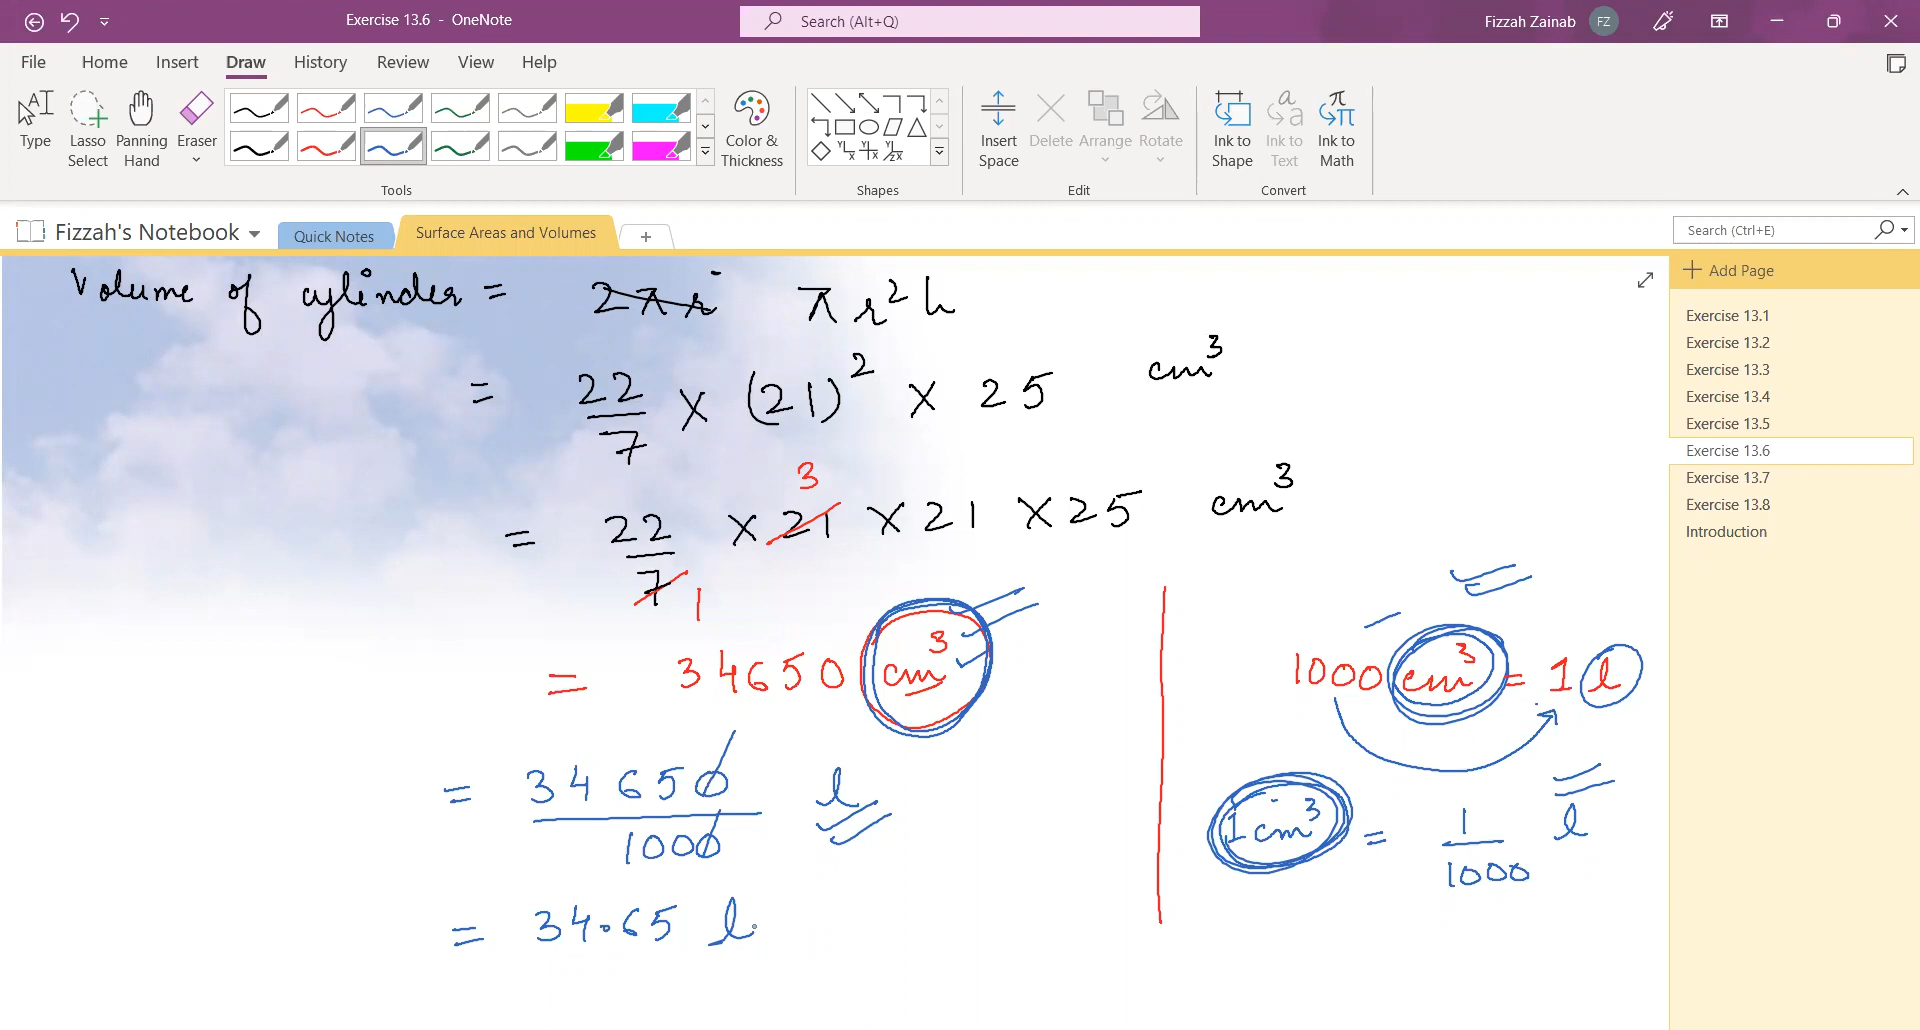 Exercise 13.6 - OneNote
Search (Alt+Q)
Fizzah Zainab
FZ
File Home Insert Draw History Review View Help
Type
Lasso Select
Panning Hand
Eraser
Color & Thickness
Insert Space
Delete
Arrange
Rotate
Ink to Shape
Ink to Text
Ink to Math
Tools
Shapes
Edit
Convert
Fizzah's Notebook
Quick Notes
Surface Areas and Volumes
+
Search (Ctrl+E)
Add Page
Exercise 13.1
Exercise 13.2
Exercise 13.3
Exercise 13.4
Exercise 13.5
Exercise 13.6
Exercise 13.7
Exercise 13.8
Introduction
Volume of cylinder = 2πr πr²h
= 22/7 × (21)² × 25 cm³
3
= 22/7 × 21 × 21 × 25 cm³
1
= 34650 cm³
= 34650/1000 l
= 34.65 l
1000 cm³ = 1 l
1 cm³ = 1/1000 l